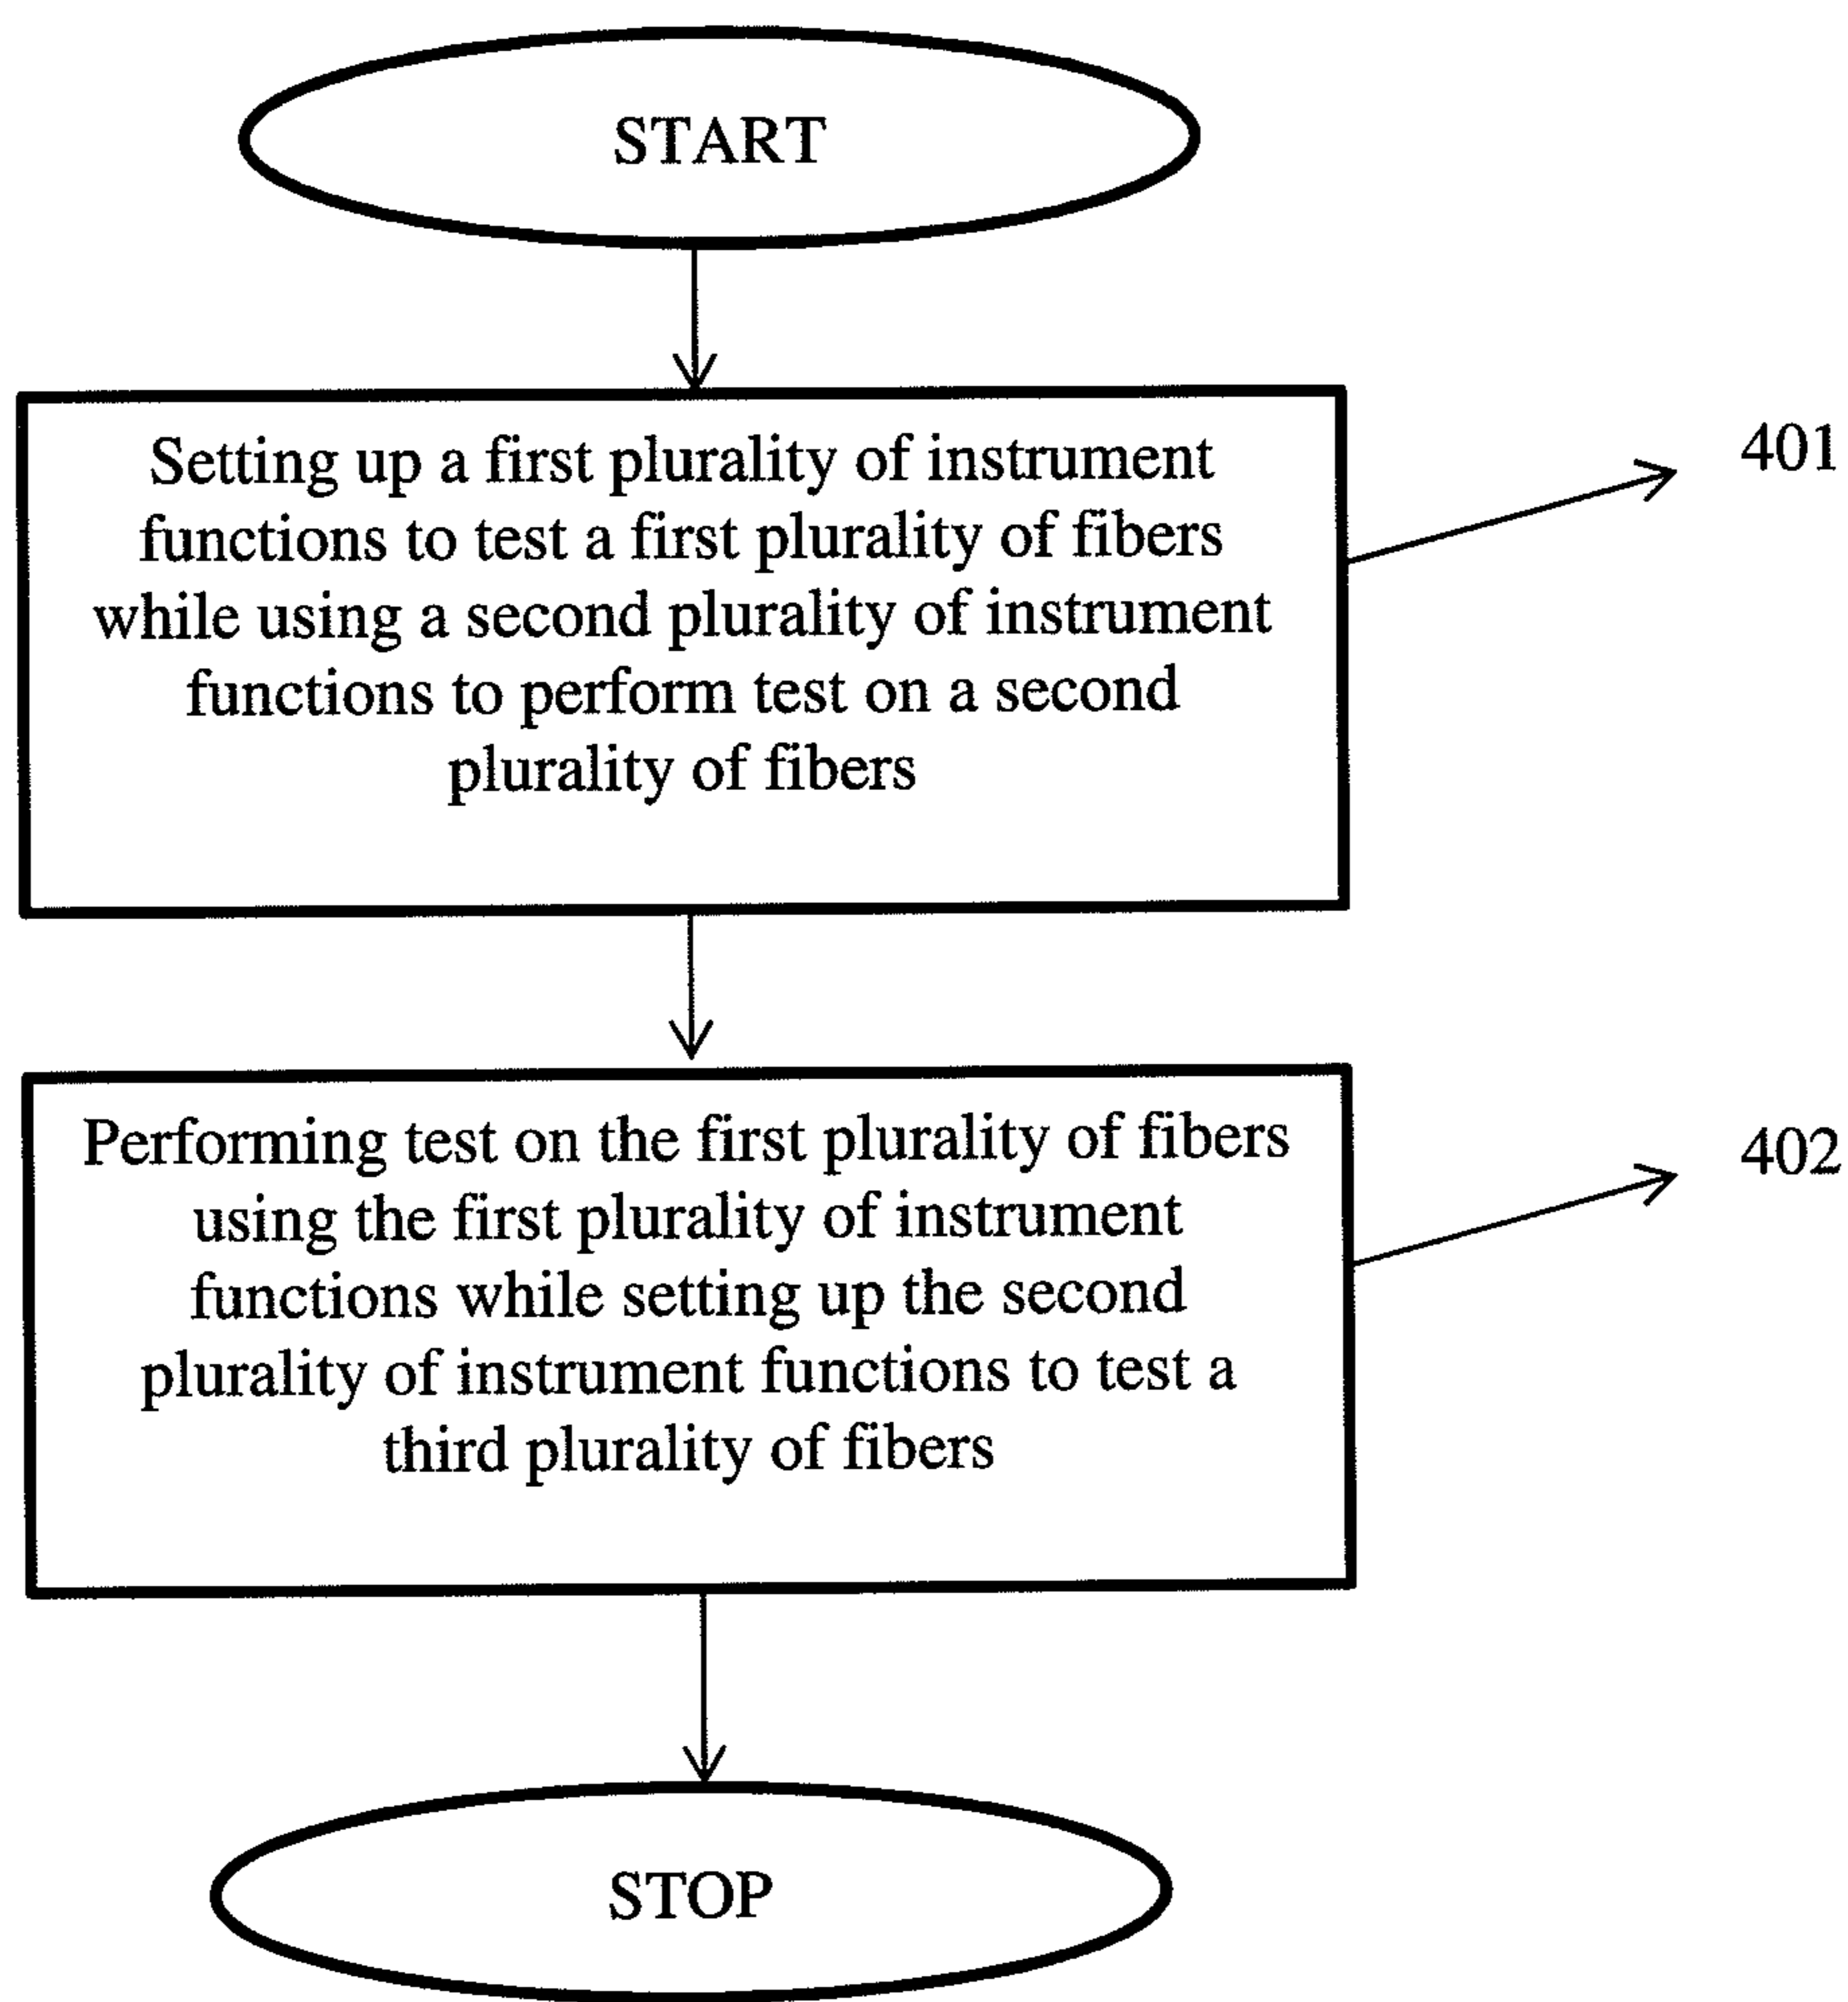 START
Setting up a first plurality of instrument
functions to test a first plurality of fibers
while using a second plurality of instrument
functions to perform test on a second
plurality of fibers
401
Performing test on the first plurality of fibers
using the first plurality of instrument
functions while setting up the second
plurality of instrument functions to test a
third plurality of fibers
402
STOP